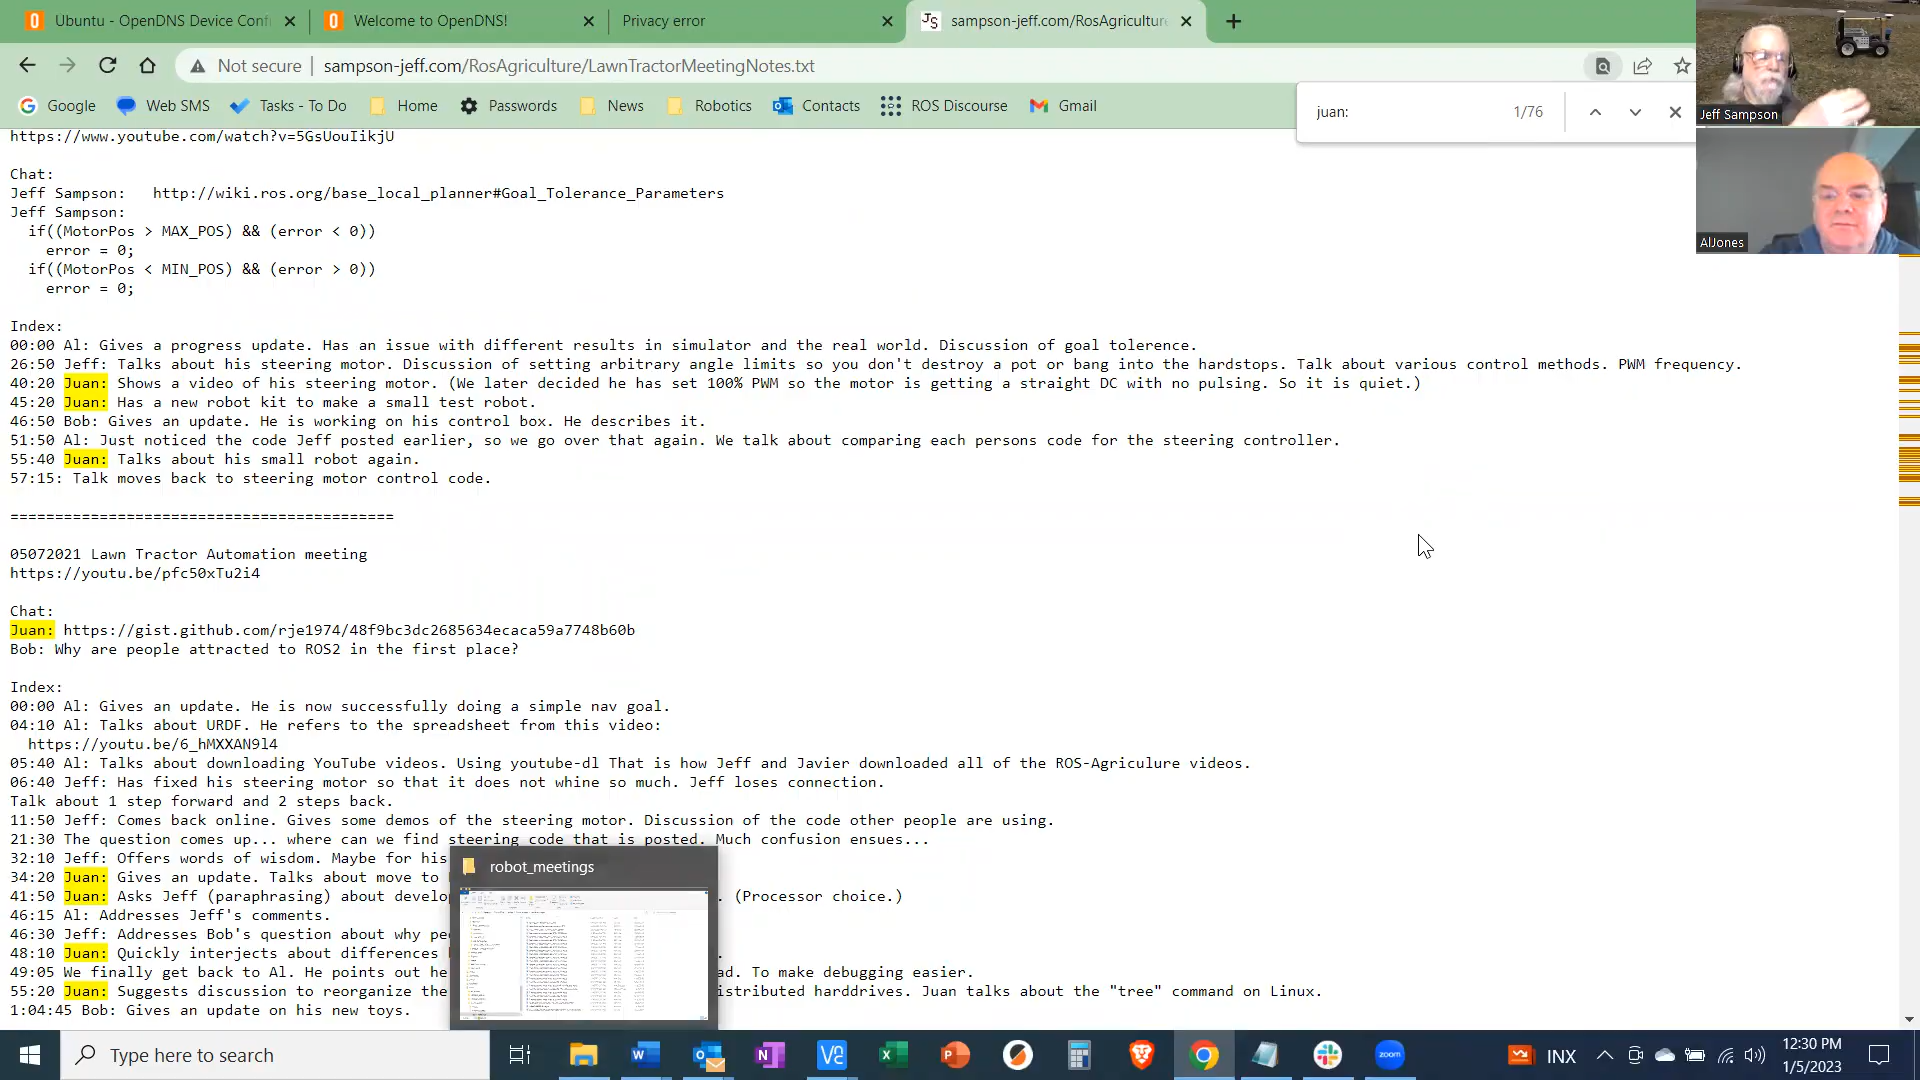 Ubuntu - OpenDNS Device Conf
Welcome to OpenDNS!
Privacy error
sampson-jeff.com/RosAgriculture
Not secure
sampson-jeff.com/RosAgriculture/LawnTractorMeetingNotes.txt
Google
Web SMS
Tasks - To Do
Home
Passwords
News
Robotics
Contacts
ROS Discourse
Gmail
juan:
1/76
Jeff Sampson
AlJones
https://www.youtube.com/watch?v=5GsUouIikjU
Chat:
Jeff Sampson:   http://wiki.ros.org/base_local_planner#Goal_Tolerance_Parameters
Jeff Sampson:
if((MotorPos > MAX_POS) && (error < 0))
error = 0;
if((MotorPos < MIN_POS) && (error > 0))
error = 0;
Index:
00:00 Al: Gives a progress update. Has an issue with different results in simulator and the real world. Discussion of goal tolerence.
26:50 Jeff: Talks about his steering motor. Discussion of setting arbitrary angle limits so you don't destroy a pot or bang into the hardstops. Talk about various control methods. PWM frequency.
40:20 Juan: Shows a video of his steering motor. (We later decided he has set 100% PWM so the motor is getting a straight DC with no pulsing. So it is quiet.)
45:20 Juan: Has a new robot kit to make a small test robot.
46:50 Bob: Gives an update. He is working on his control box. He describes it.
51:50 Al: Just noticed the code Jeff posted earlier, so we go over that again. We talk about comparing each persons code for the steering controller.
55:40 Juan: Talks about his small robot again.
57:15: Talk moves back to steering motor control code.
===========================================
05072021 Lawn Tractor Automation meeting
https://youtu.be/pfc50xTu2i4
Chat:
Juan: https://gist.github.com/rje1974/48f9bc3dc2685634ecaca59a7748b60b
Bob: Why are people attracted to ROS2 in the first place?
Index:
00:00 Al: Gives an update. He is now successfully doing a simple nav goal.
04:10 Al: Talks about URDF. He refers to the spreadsheet from this video:
https://youtu.be/6_hMXXAN9l4
05:40 Al: Talks about downloading YouTube videos. Using youtube-dl That is how Jeff and Javier downloaded all of the ROS-Agriculure videos.
06:40 Jeff: Has fixed his steering motor so that it does not whine so much. Jeff loses connection.
Talk about 1 step forward and 2 steps back.
11:50 Jeff: Comes back online. Gives some demos of the steering motor. Discussion of the code other people are using.
21:30 The question comes up... where can we find steering code that is posted. Much confusion ensues...
32:10 Jeff: Offers words of wisdom. Maybe for his
34:20 Juan: Gives an update. Talks about move to
41:50 Juan: Asks Jeff (paraphrasing) about develo . (Processor choice.)
46:15 Al: Addresses Jeff's comments.
46:30 Jeff: Addresses Bob's question about why pe
48:10 Juan: Quickly interjects about differences .
49:05 We finally get back to Al. He points out he ad. To make debugging easier.
55:20 Juan: Suggests discussion to reorganize the istributed harddrives. Juan talks about the "tree" command on Linux.
1:04:45 Bob: Gives an update on his new toys.
robot_meetings
Type here to search
zoom
INX
12:30 PM
1/5/2023